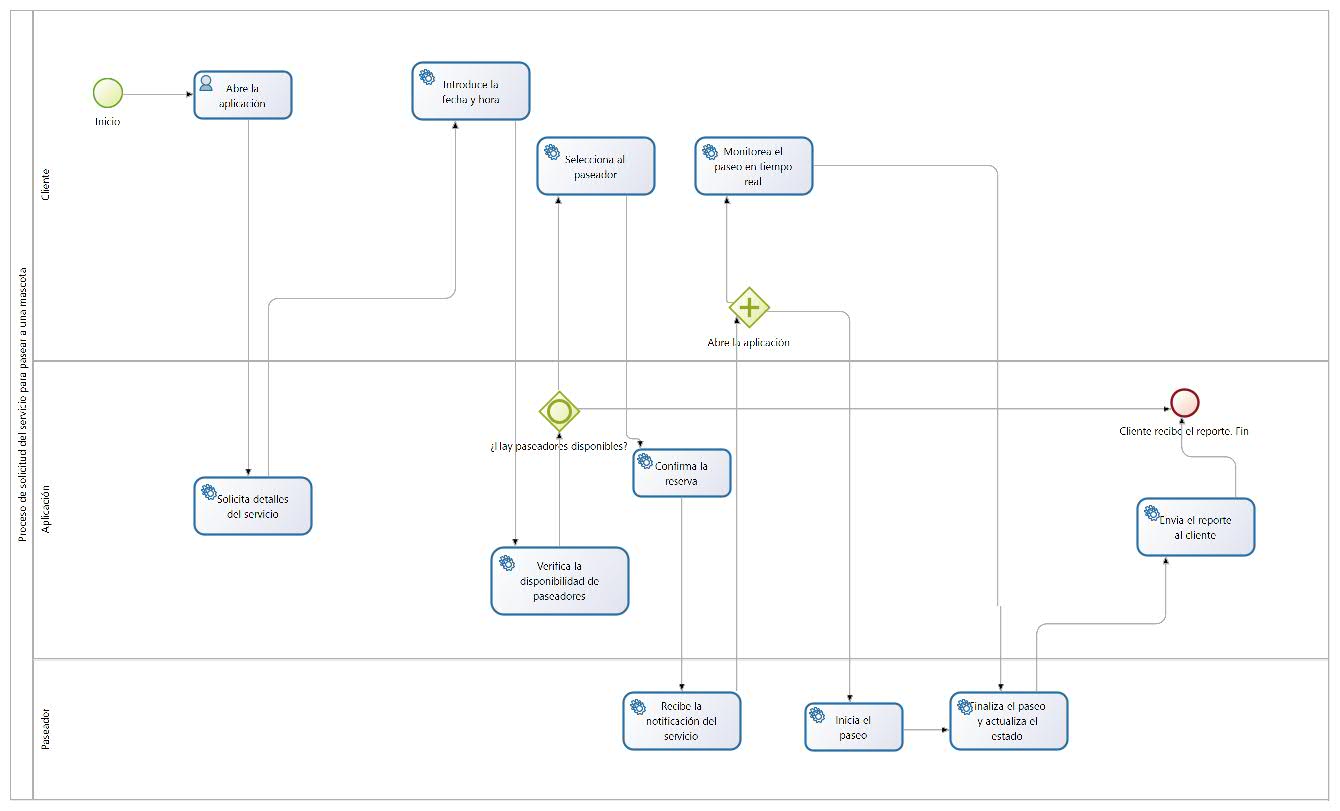 Proceso de solicitud del servicio para pasear a una mascota
Cliente
Inicio
Abre la
aplicación
Introduce la
fecha y hora
Selecciona al
paseador
Monitorea el
paseo en tiempo
real
Abre la aplicación
Aplicación
¿Hay paseadores disponibles?
Cliente recibe el reporte. Fin
Confirma la
reserva
Solicita detalles
del servicio
Envia el reporte
al cliente
Verifica la
disponibilidad de
paseadores
Paseador
Recibe la
notificación del
servicio
Inicia el
paseo
Finaliza el paseo
y actualiza el
estado